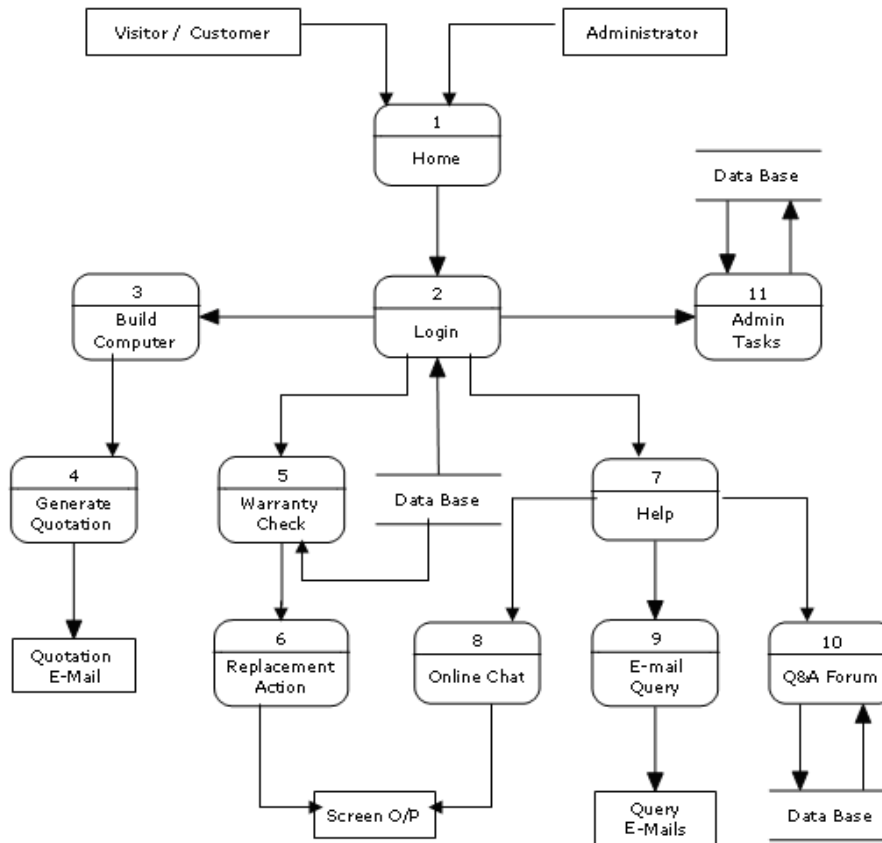 Visitor / Customer
Administrator
1
Home
Data Base
3
Build
Computer
2
Login
11
Admin
Tasks
4
Generate
Quotation
5
Warranty
Check
Data Base
7
Help
Quotation
E-Mail
6
Replacement
Action
8
Online Chat
9
E-mail
Query
10
Q&A Forum
Screen O/P
Query
E-Mails
Data Base